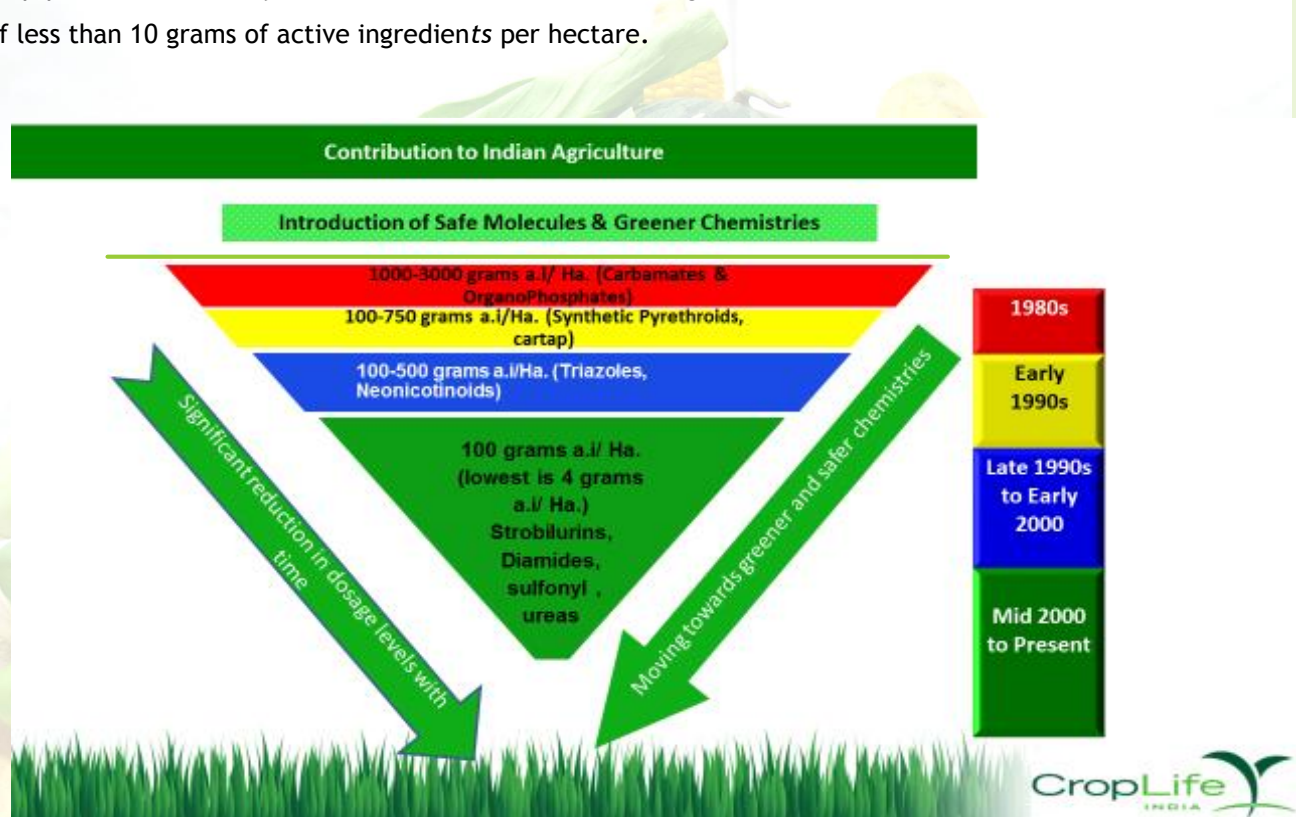 f less than 10 grams of active ingredients per hectare.
Contribution to Indian Agriculture
Introduction of Safe Molecules & Greener Chemistries
1000-3000 grams a.i/ Ha. (Carbamates &
OrganoPhosphates)
100-750 grams a.i/Ha. (Synthetic Pyrethroids,
cartap)
100-500 grams a.i/Ha. (Triazoles,
Neonicotinoids)
100 grams a.i/ Ha.
(lowest is 4 grams
a.i/ Ha.)
Strobilurins,
Diamides,
sulfonyl ,
ureas
Significant reduction in dosage levels with
time
Moving towards greener and safer chemistries
1980s
Early
1990s
Late 1990s
to Early
2000
Mid 2000
to Present
CropLife
INDIA